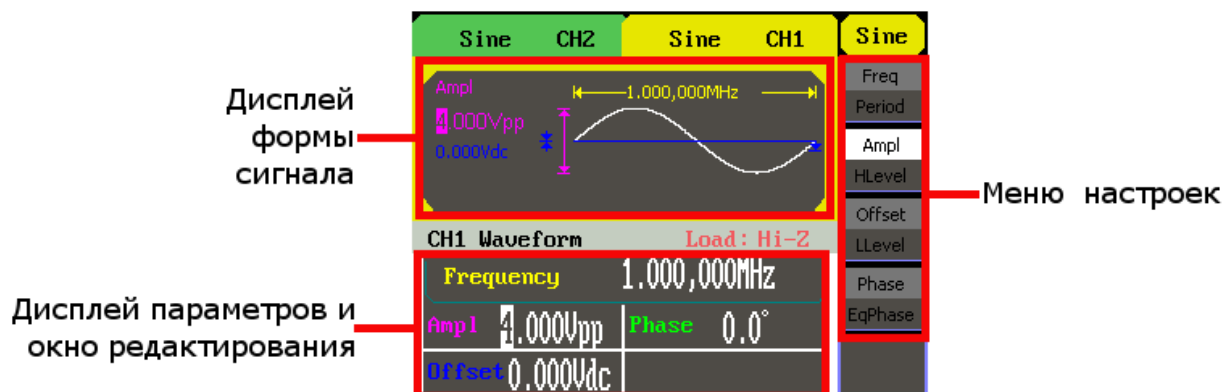 Sine CH2 Sine CH1 Sine
Дисплей
формы
сигнала
Ampl
4.000Vpp
0.000Vdc
1.000,000MHz
Freq
Period
Ampl
HLevel
Offset
LLevel
Phase
EqPhase
Меню настроек
CH1 Waveform Load: Hi-Z
Дисплей параметров и
окно редактирования
Frequency 1.000,000MHz
Ampl 4.000Vpp Phase 0.0°
Offset 0.000Vdc